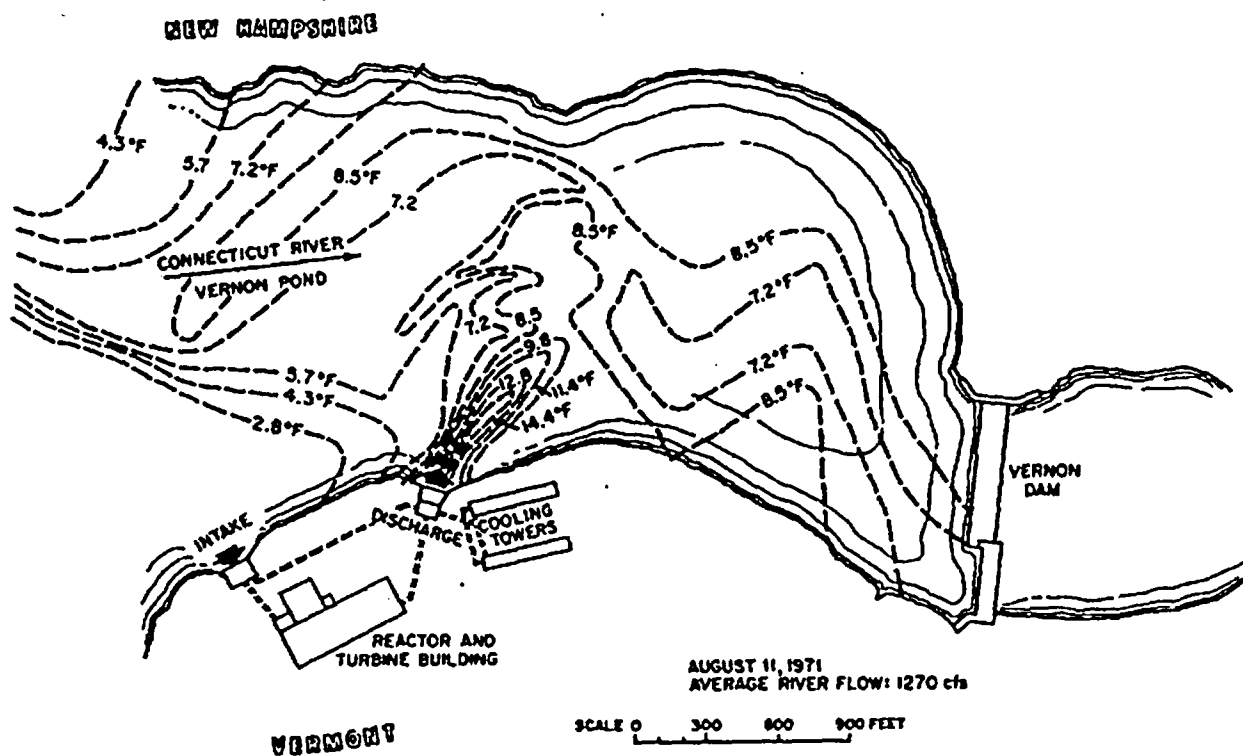 NEW HAMPSHIRE
4.3°F
5.7
7.2°F
8.5°F
7.2
8.5°F
8.5°F
CONNECTICUT RIVER
VERNON POND
7.2°F
7.2
8.5
9.8
12.8
11.4°F
14.4°F
7.2°F
8.5°F
5.7°F
4.3°F
2.8°F
VERNON
DAM
INTAKE
DISCHARGE
COOLING
TOWERS
REACTOR AND
TURBINE BUILDING
AUGUST 11, 1971
AVERAGE RIVER FLOW: 1270 cfs
SCALE 0 300 600 900 FEET
VERMONT